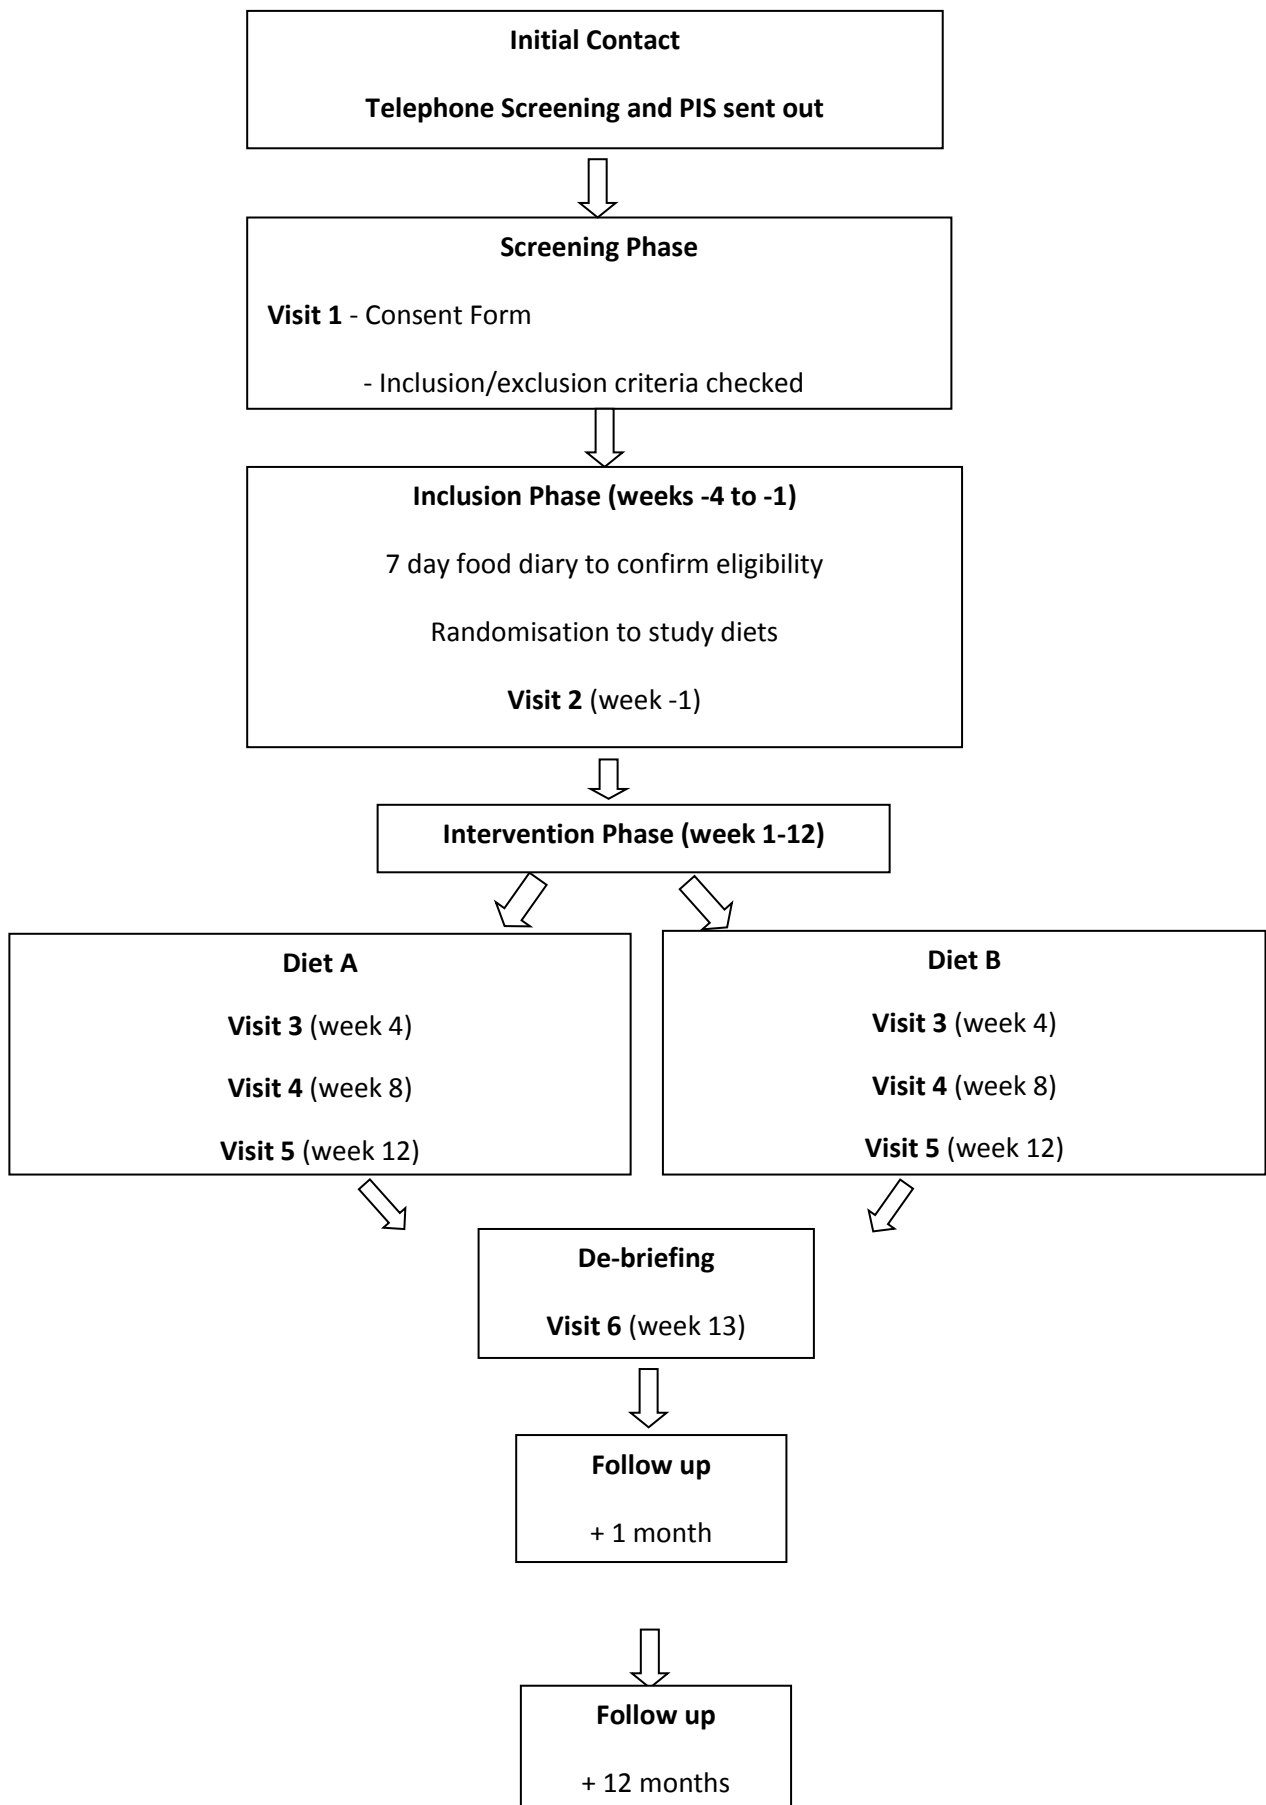 Initial Contact
Telephone Screening and PIS sent out
Screening Phase
Visit 1 - Consent Form
- Inclusion/exclusion criteria checked
Inclusion Phase (weeks -4 to -1)
7 day food diary to confirm eligibility
Randomisation to study diets
Visit 2 (week -1)
Intervention Phase (week 1-12)
Diet A
Visit 3 (week 4)
Visit 4 (week 8)
Visit 5 (week 12)
Diet B
Visit 3 (week 4)
Visit 4 (week 8)
Visit 5 (week 12)
De-briefing
Visit 6 (week 13)
Follow up
+ 1 month
Follow up
+ 12 months